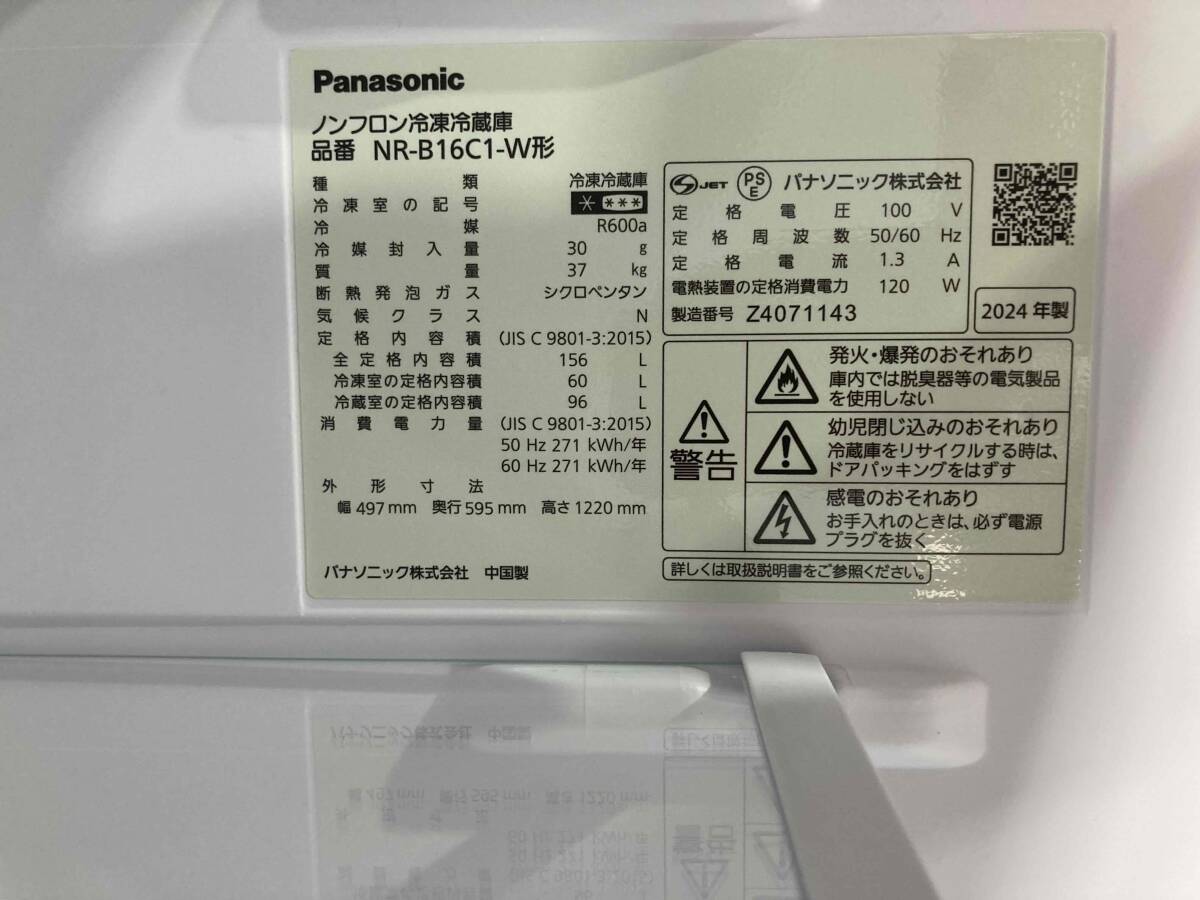 Panasonic
ノンフロン冷凍冷蔵庫
品番 NR-B16C1-W形
種類 冷凍冷蔵庫
冷凍室の記号 * ***
冷媒 R600a
冷媒封入量 30 g
質量 37 kg
断熱発泡ガス シクロペンタン
気候クラス N
定格内容積 (JIS C 9801-3:2015)
全定格内容積 156 L
冷凍室の定格内容積 60 L
冷蔵室の定格内容積 96 L
消費電力量 (JIS C 9801-3:2015)
50 Hz 271 kWh/年
60 Hz 271 kWh/年
外形寸法
幅 497 mm 奥行 595 mm 高さ 1220 mm
パナソニック株式会社 中国製
S JET PS E パナソニック株式会社
定格電圧 100 V
定格周波数 50/60 Hz
定格電流 1.3 A
電熱装置の定格消費電力 120 W
製造番号 Z4071143
2024 年製
警告
発火・爆発のおそれあり
庫内では脱臭器等の電気製品
を使用しない
幼児閉じ込みのおそれあり
冷蔵庫をリサイクルする時は、
ドアパッキングをはずす
感電のおそれあり
お手入れのときは、必ず電源
プラグを抜く
詳しくは取扱説明書をご参照ください。